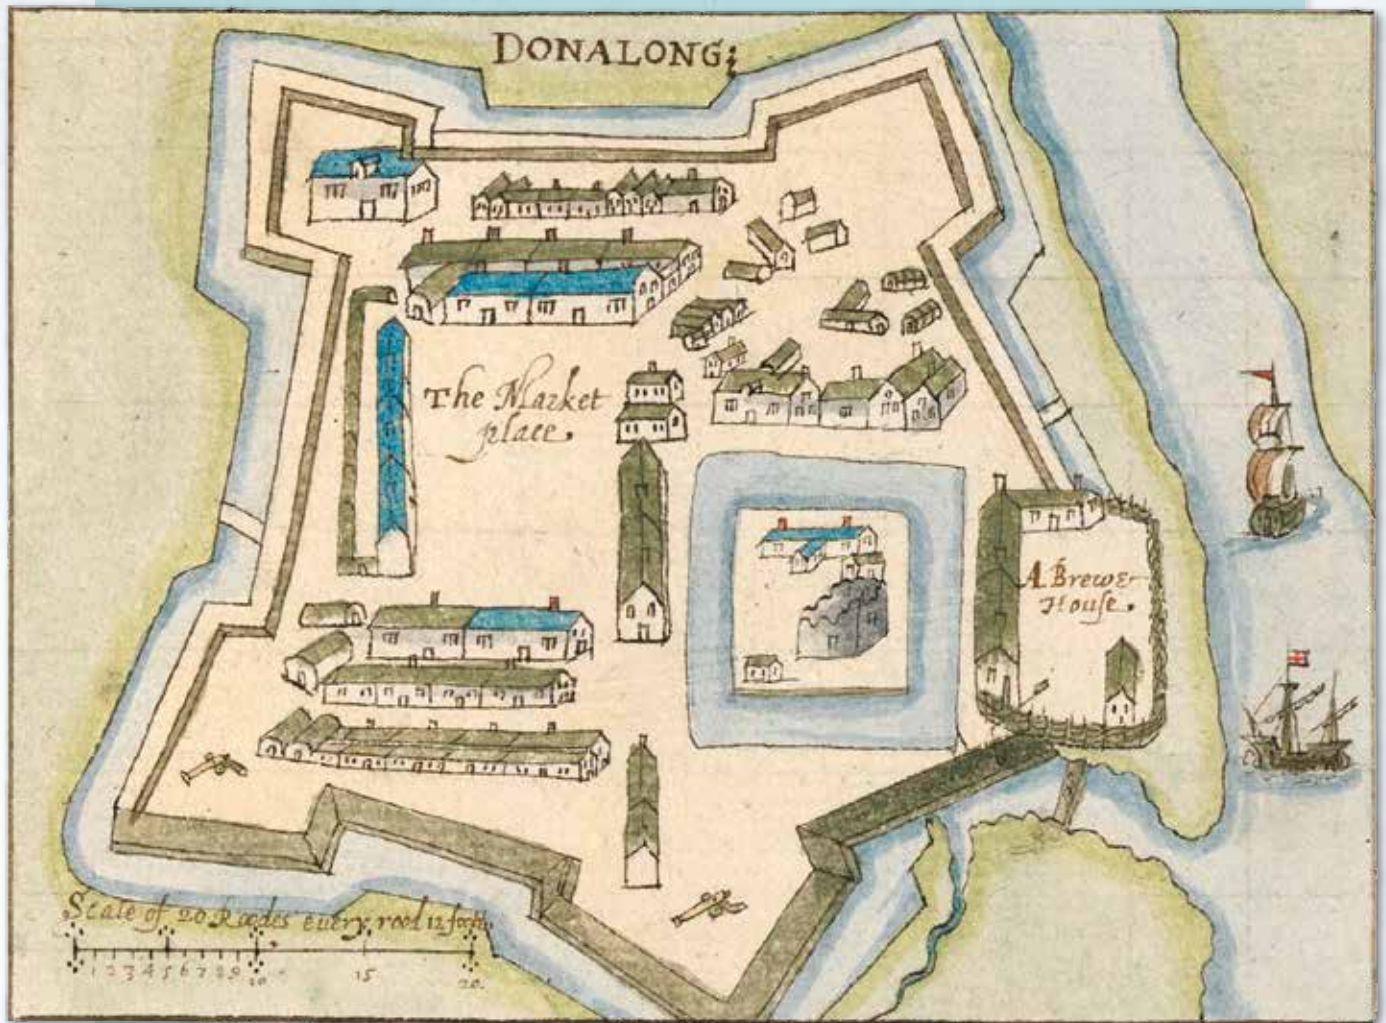 DONALONG:
The Market
place.
A Brewe
House.
Scale of 20 Roodes every rood 12 foote
1 2 3 4 5 6 7 8 9 10 15 20